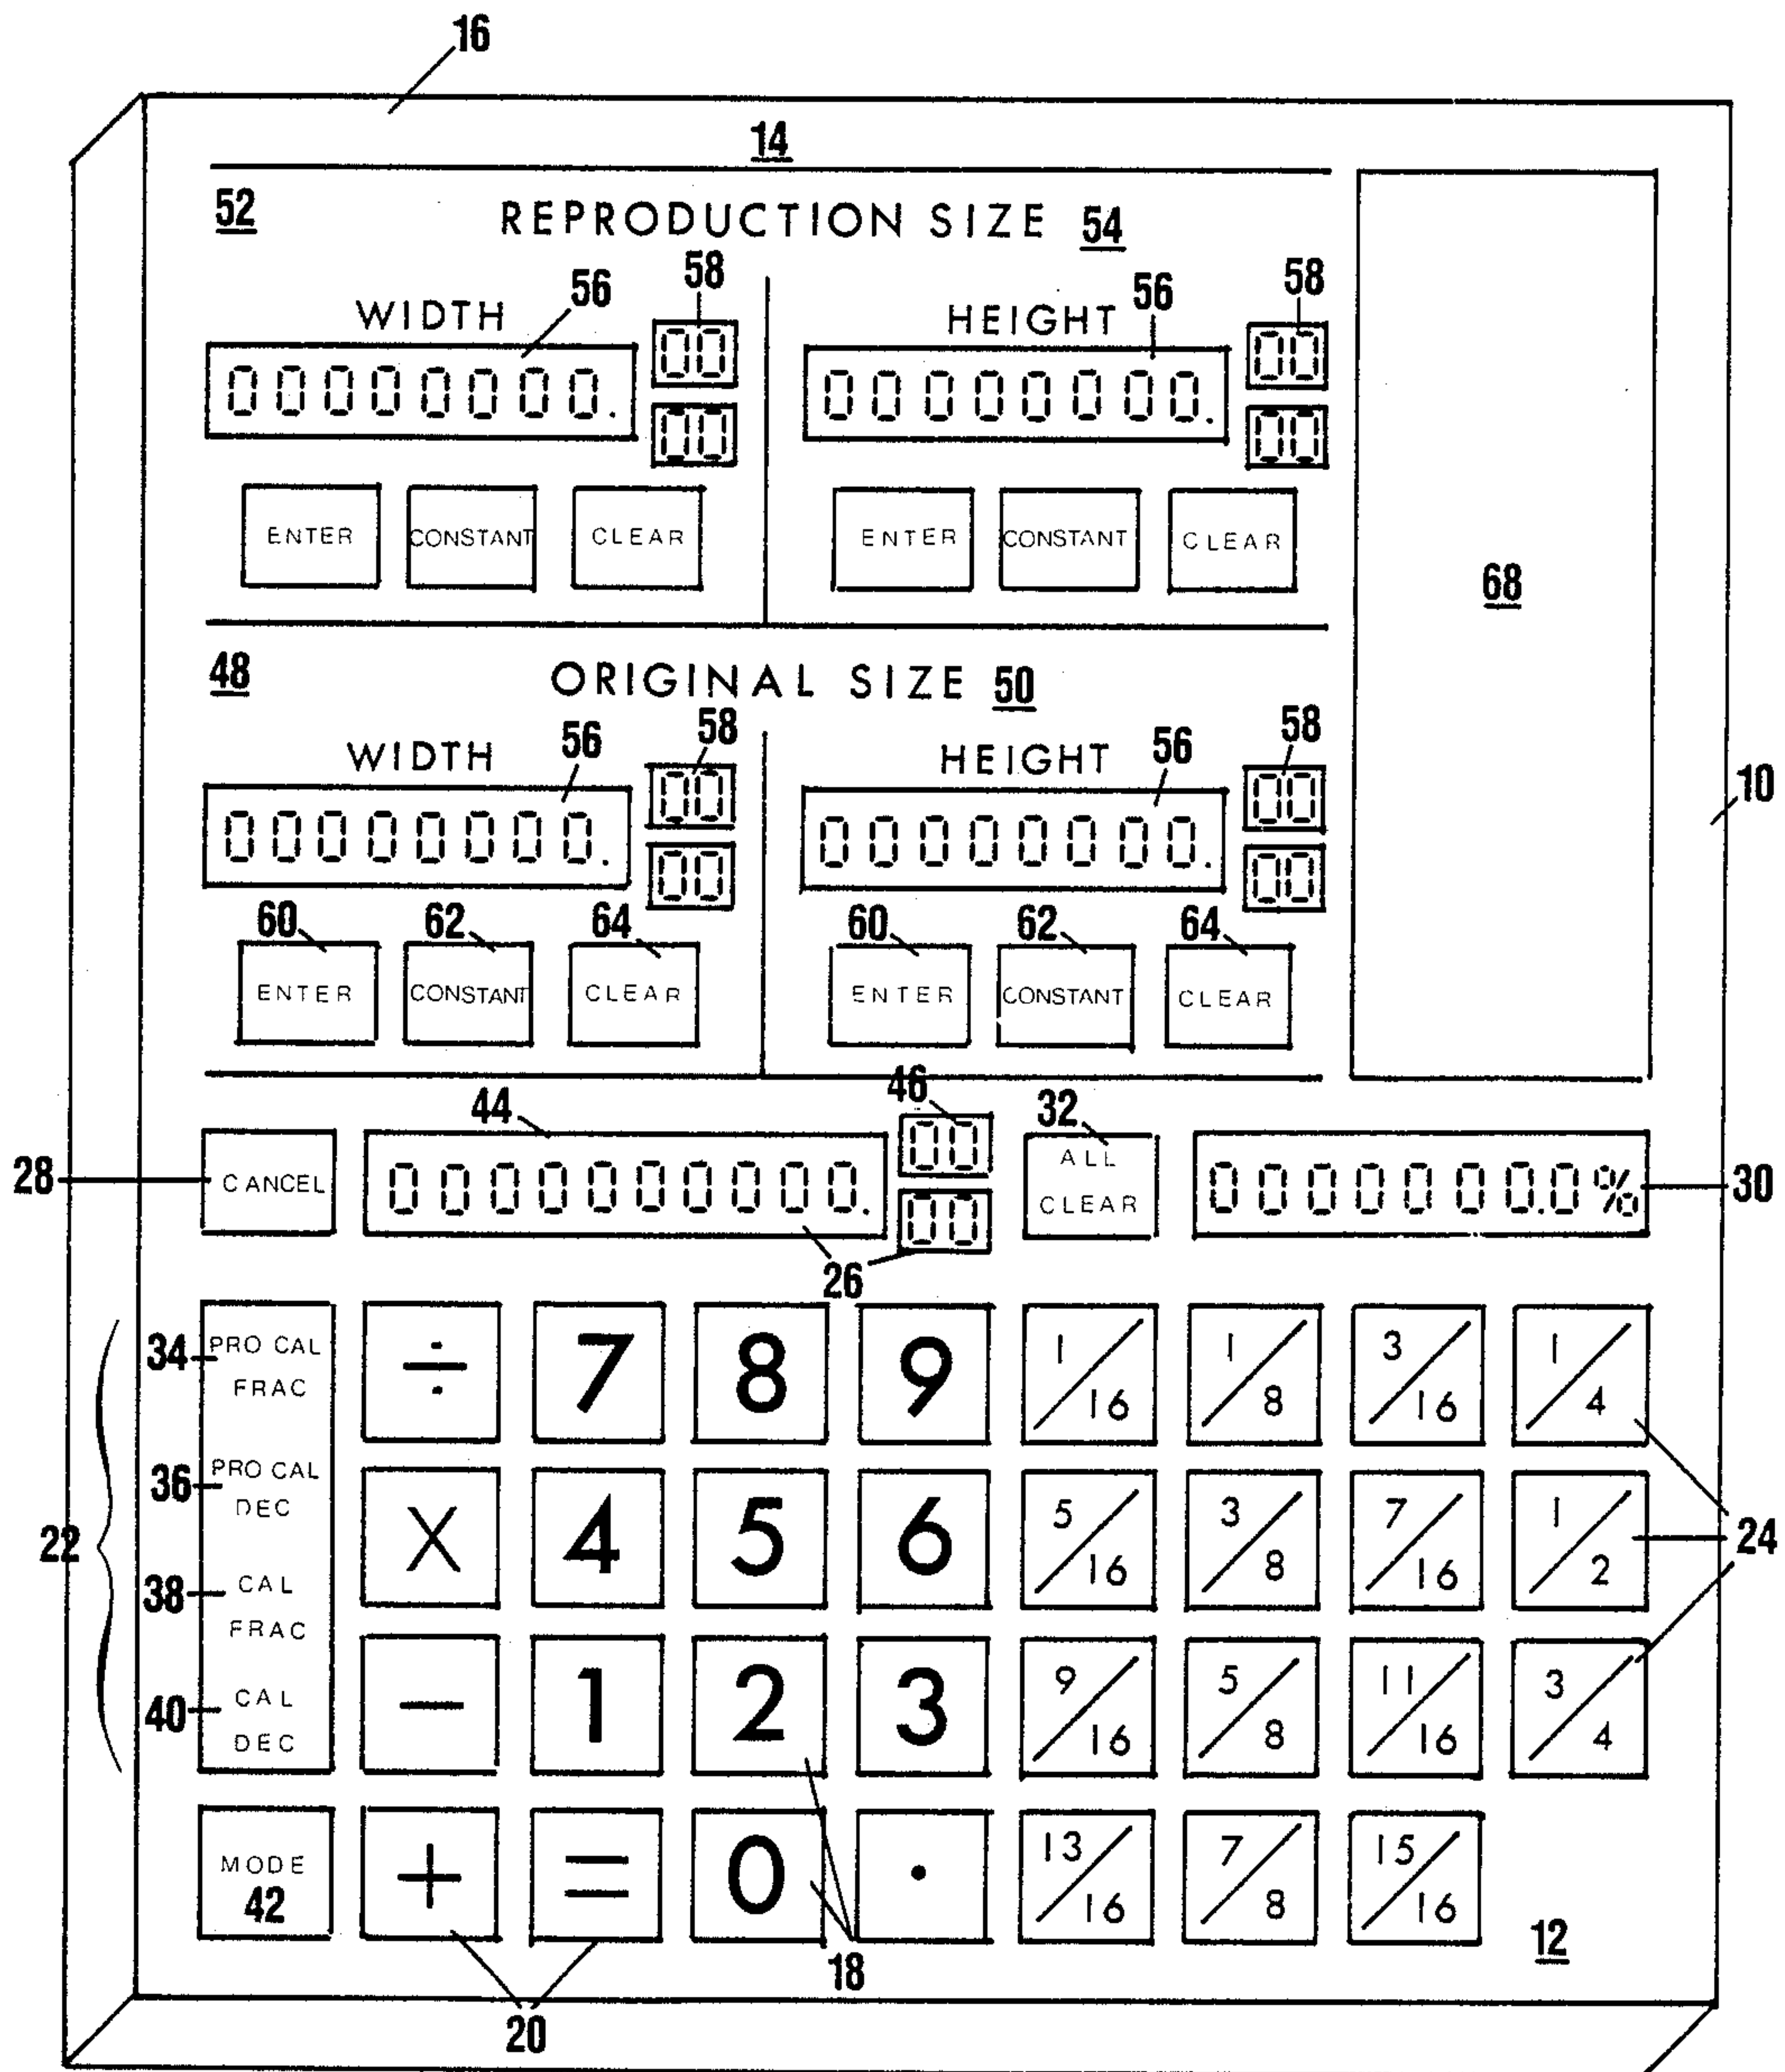 16
14
52 REPRODUCTION SIZE 54
WIDTH 56 58 HEIGHT 56 58
00000000. 00 00000000. 00
00 00
ENTER CONSTANT CLEAR ENTER CONSTANT CLEAR
68
48 ORIGINAL SIZE 50
WIDTH 56 58 HEIGHT 56 58
10
00000000. 00 00000000. 00
00 00
60 62 64 60 62 64
ENTER CONSTANT CLEAR ENTER CONSTANT CLEAR
44 46 32
28 CANCEL 0000000000. 00 ALL CLEAR 0000000.0% 30
00
26
22
34 PRO CAL FRAC ÷ 7 8 9 1/16 1/8 3/16 1/4
36 PRO CAL DEC X 4 5 6 5/16 3/8 7/16 1/2 24
38 CAL FRAC
40 CAL DEC − 1 2 3 9/16 5/8 11/16 3/4
MODE 42 + = 0 . 13/16 7/8 15/16
12
18
20